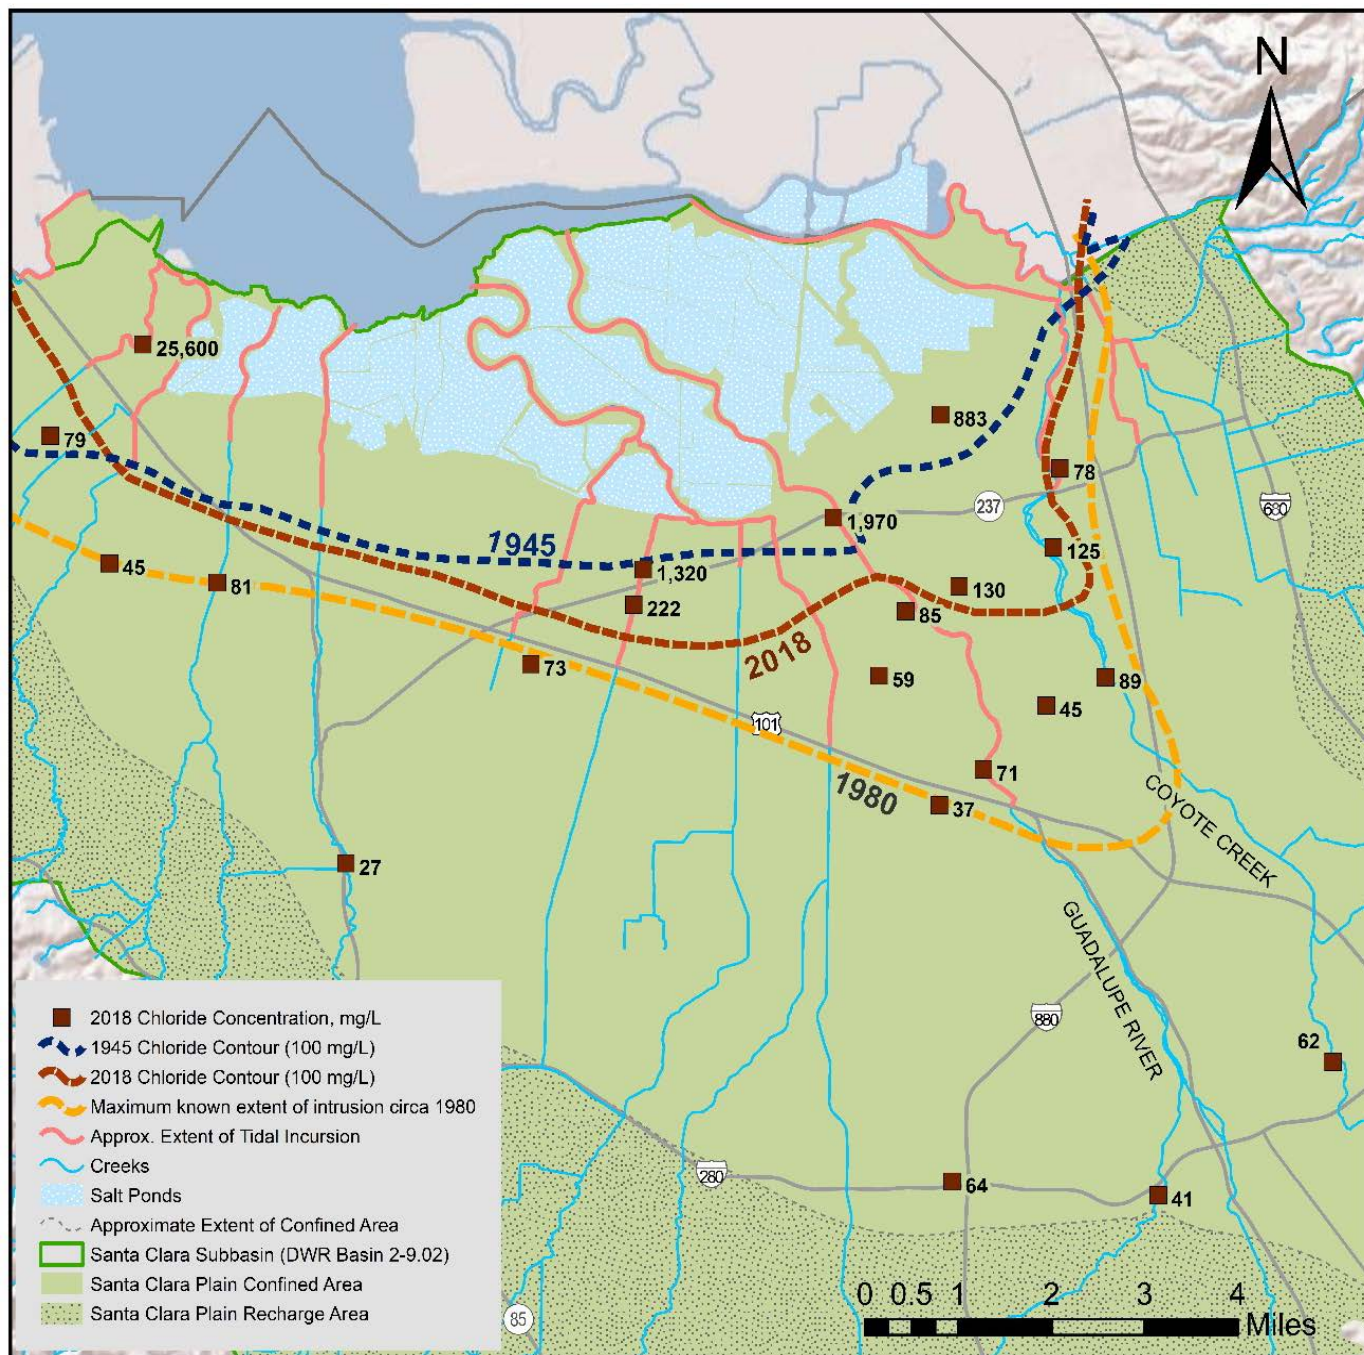 N
25,600
883
79
78
237
680
1,970
1945
125
1,320
130
45
81
222
85
2018
73
59
89
45
101
71
1980
37
COYOTE CREEK
27
GUADALUPE RIVER
880
62
280
64
41
85
2018 Chloride Concentration, mg/L
1945 Chloride Contour (100 mg/L)
2018 Chloride Contour (100 mg/L)
Maximum known extent of intrusion circa 1980
Approx. Extent of Tidal Incursion
Creeks
Salt Ponds
Approximate Extent of Confined Area
Santa Clara Subbasin (DWR Basin 2-9.02)
Santa Clara Plain Confined Area
Santa Clara Plain Recharge Area
0 0.5 1 2 3 4
Miles